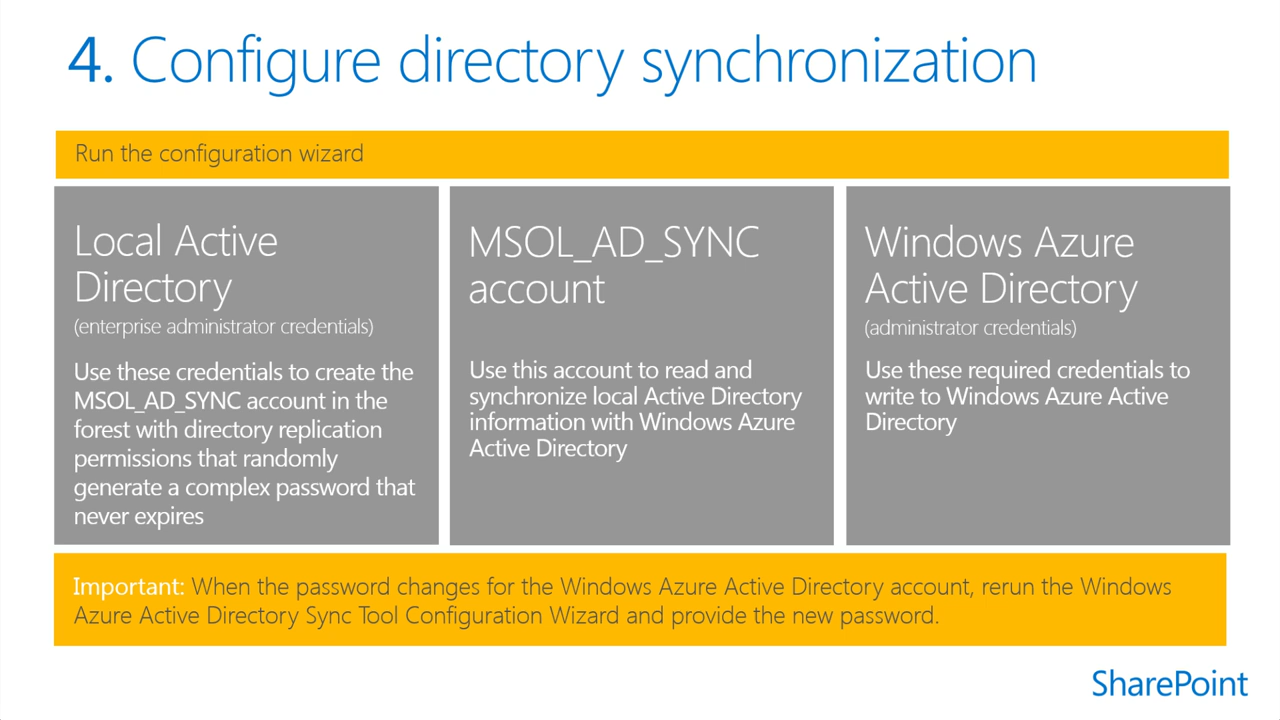 4. Configure directory synchronization
Run the configuration wizard
Local Active
Directory
(enterprise administrator credentials)
Use these credentials to create the
MSOL_AD_SYNC account in the
forest with directory replication
permissions that randomly
generate a complex password that
never expires
MSOL_AD_SYNC
account
Use this account to read and
synchronize local Active Directory
information with Windows Azure
Active Directory
Windows Azure
Active Directory
(administrator credentials)
Use these required credentials to
write to Windows Azure Active
Directory
Important: When the password changes for the Windows Azure Active Directory account, rerun the Windows
Azure Active Directory Sync Tool Configuration Wizard and provide the new password.
SharePoint